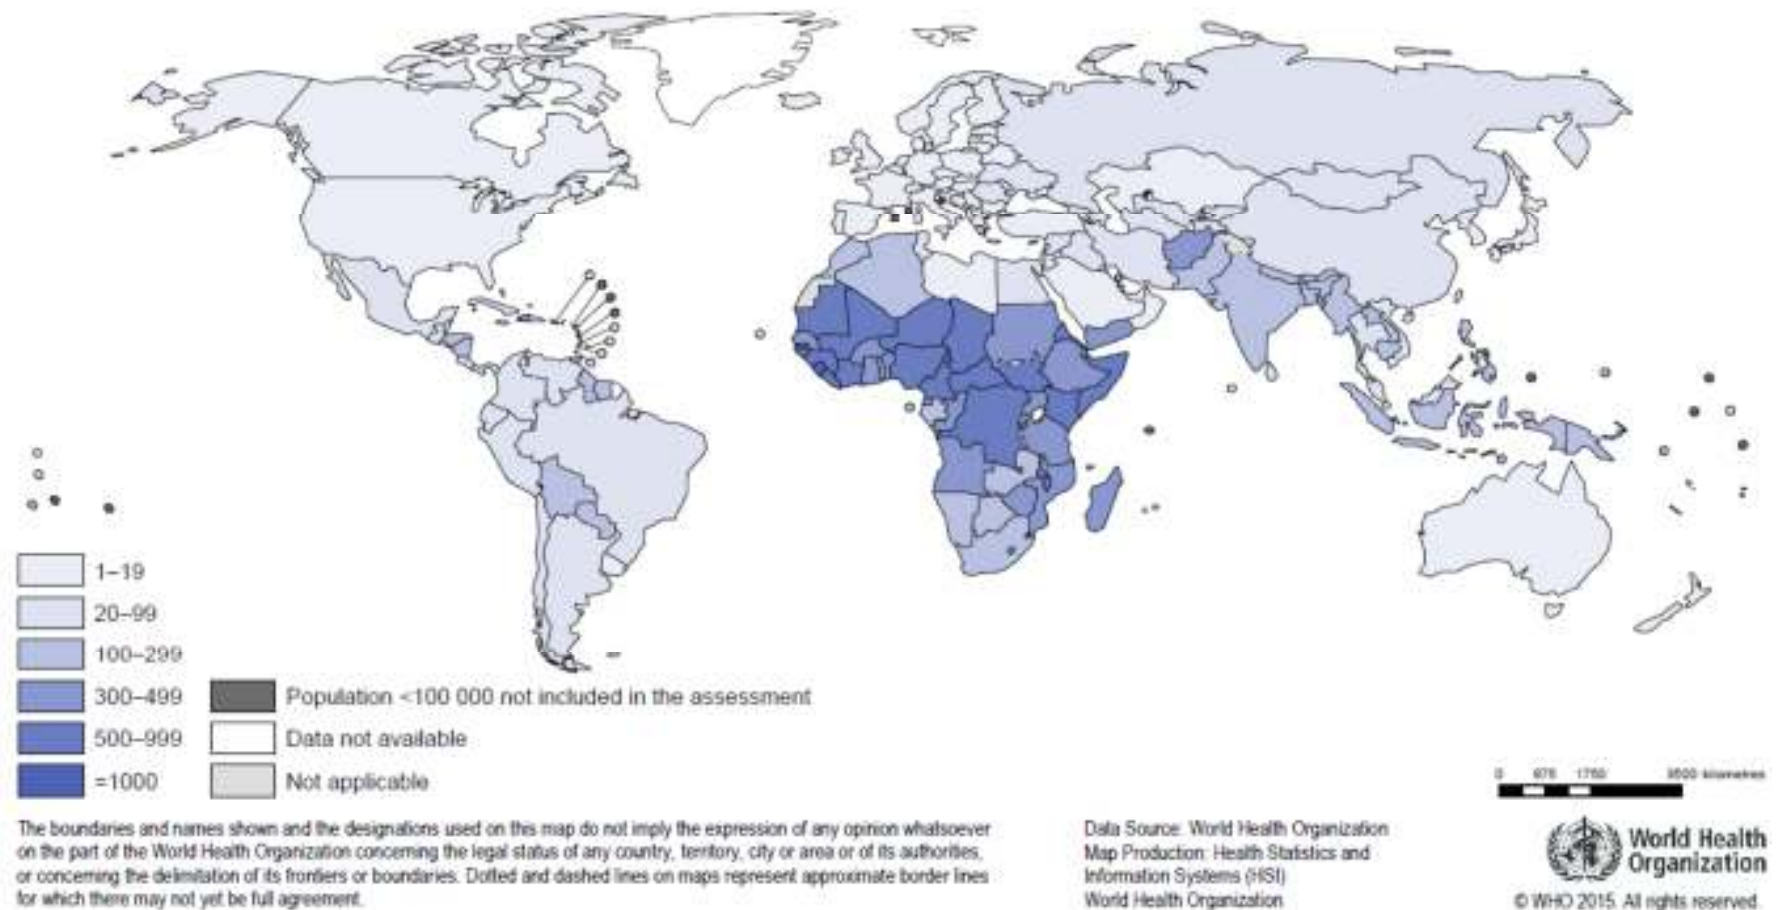 1–19
20–99
100–299
300–499
500–999
=1000
Population <100 000 not included in the assessment
Data not available
Not applicable
0 875 1750 3500 kilometres
The boundaries and names shown and the designations used on this map do not imply the expression of any opinion whatsoever
on the part of the World Health Organization concerning the legal status of any country, territory, city or area or of its authorities,
or concerning the delimitation of its frontiers or boundaries. Dotted and dashed lines on maps represent approximate border lines
for which there may not yet be full agreement.
Data Source: World Health Organization
Map Production: Health Statistics and
Information Systems (HSI)
World Health Organization
World Health
Organization
© WHO 2015. All rights reserved.